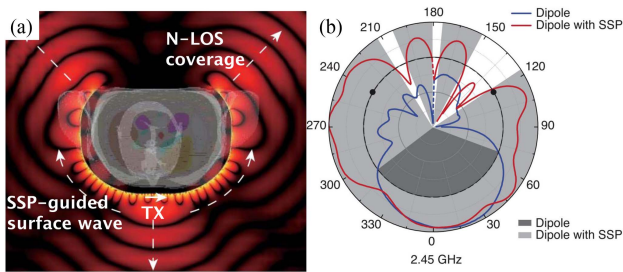 (a)
N-LOS
coverage
SSP-guided
surface wave
TX
(b)
180
210
150
240
120
270
90
300
60
330
30
0
2.45 GHz
Dipole
Dipole with SSP
Dipole
Dipole with SSP